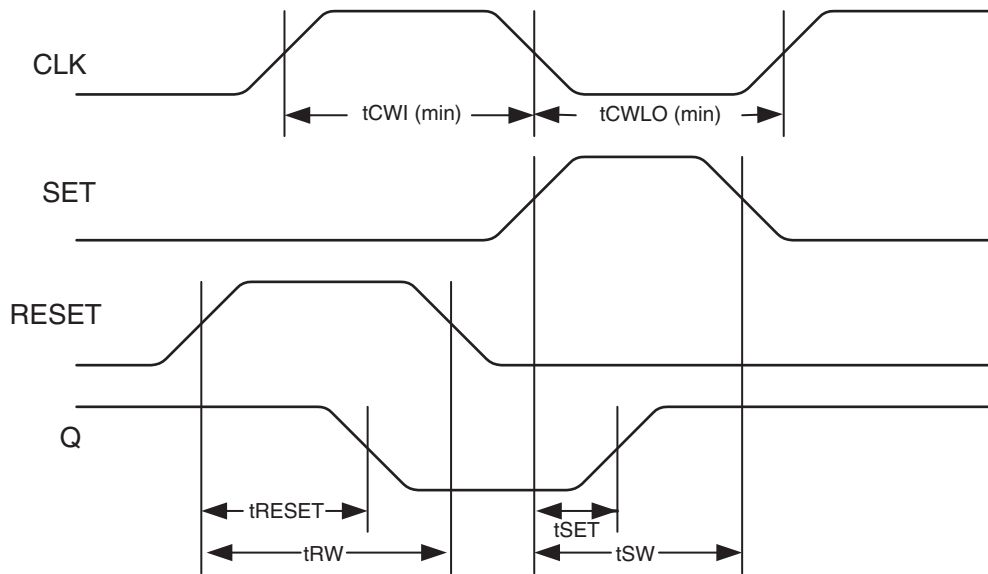 CLK
tCWI (min)
tCWLO (min)
SET
RESET
Q
tRESET
tSET
tRW
tSW